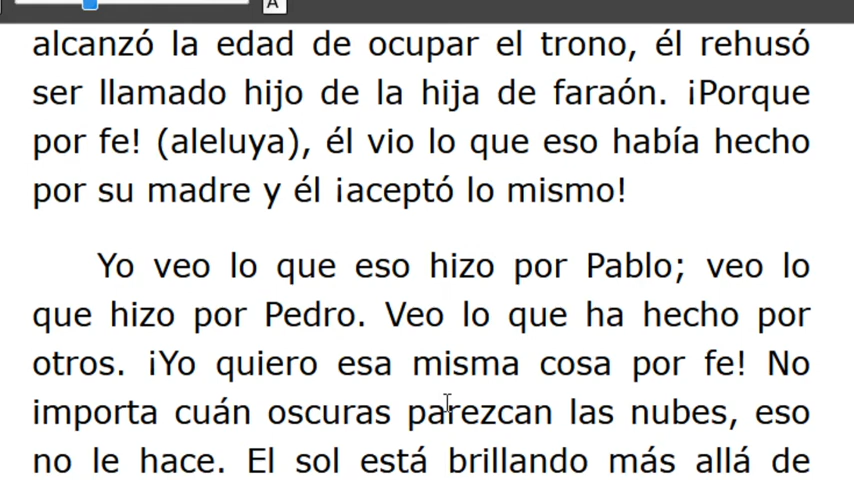 A
alcanzó la edad de ocupar el trono, él rehusó
ser llamado hijo de la hija de faraón. ¡Porque
por fe! (aleluya), él vio lo que eso había hecho
por su madre y él ¡aceptó lo mismo!
Yo veo lo que eso hizo por Pablo; veo lo
que hizo por Pedro. Veo lo que ha hecho por
otros. ¡Yo quiero esa misma cosa por fe! No
importa cuán oscuras parezcan las nubes, eso
no le hace. El sol está brillando más allá de